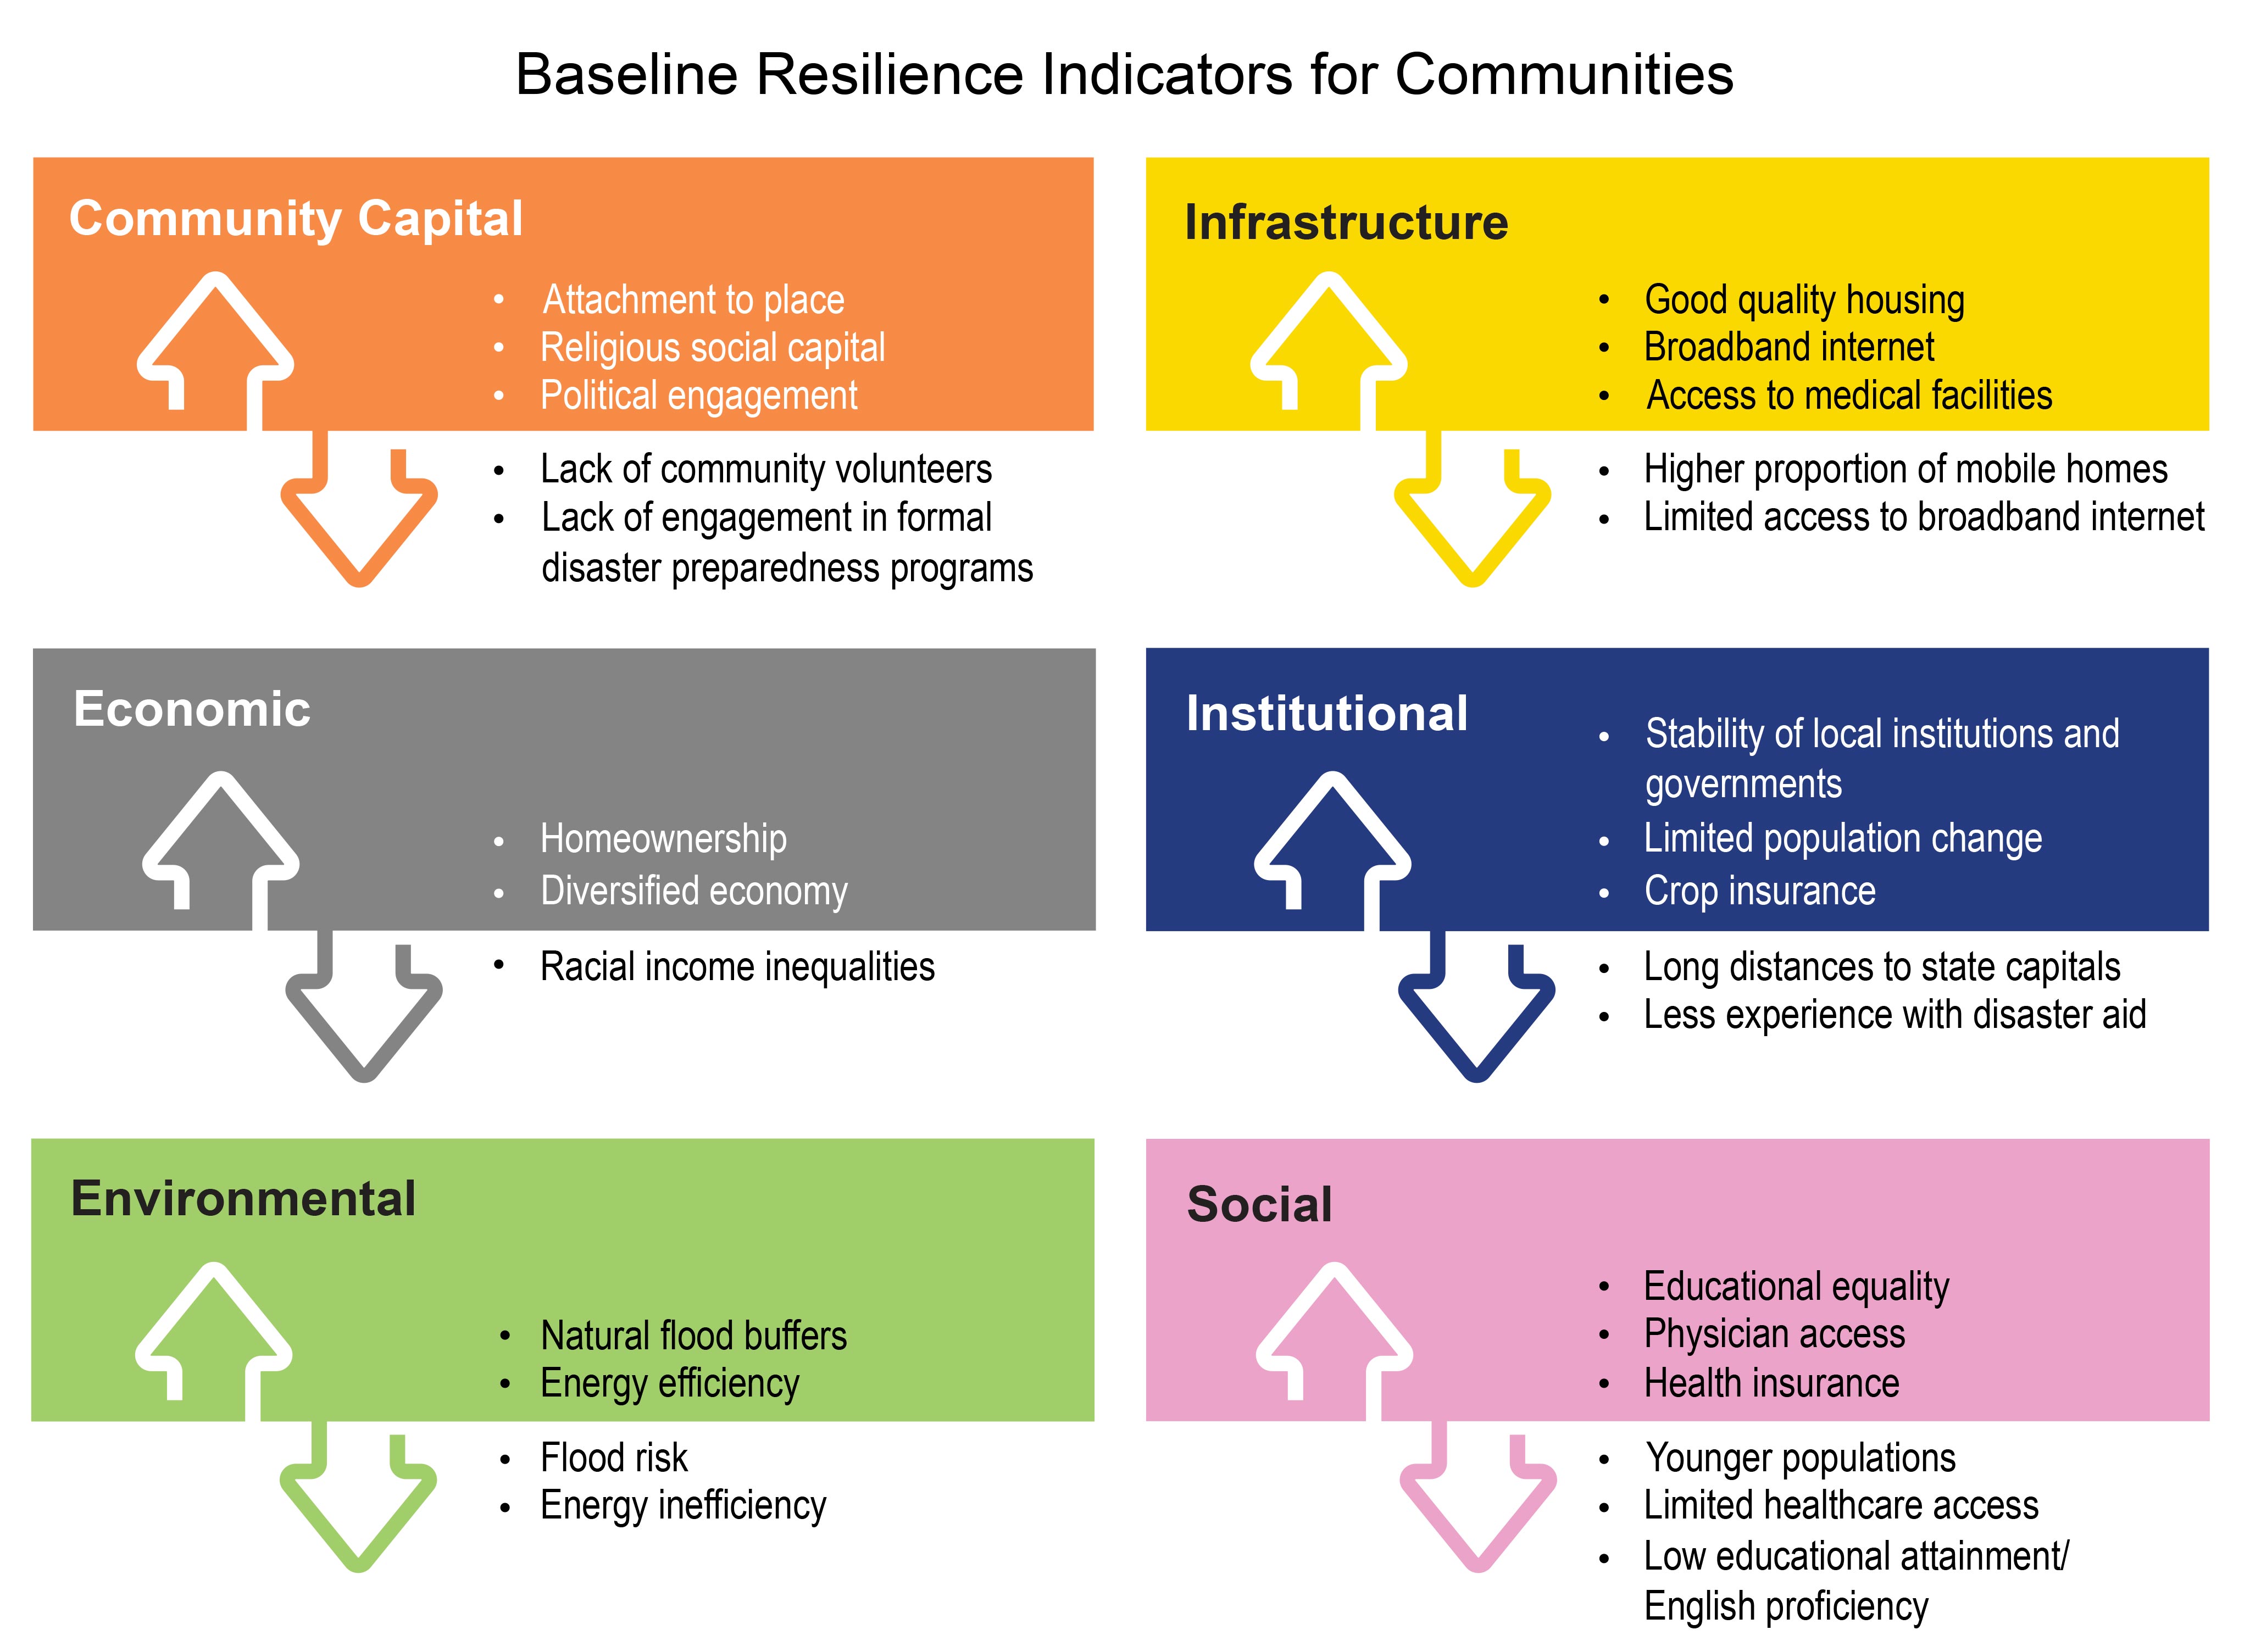 Baseline Resilience Indicators for Communities
Community Capital
• Attachment to place
• Religious social capital
• Political engagement
• Lack of community volunteers
• Lack of engagement in formal
disaster preparedness programs
Infrastructure
• Good quality housing
• Broadband internet
• Access to medical facilities
• Higher proportion of mobile homes
• Limited access to broadband internet
Economic
• Homeownership
• Diversified economy
• Racial income inequalities
Institutional
• Stability of local institutions and
governments
• Limited population change
• Crop insurance
• Long distances to state capitals
• Less experience with disaster aid
Environmental
• Natural flood buffers
• Energy efficiency
• Flood risk
• Energy inefficiency
Social
• Educational equality
• Physician access
• Health insurance
• Younger populations
• Limited healthcare access
• Low educational attainment/
English proficiency